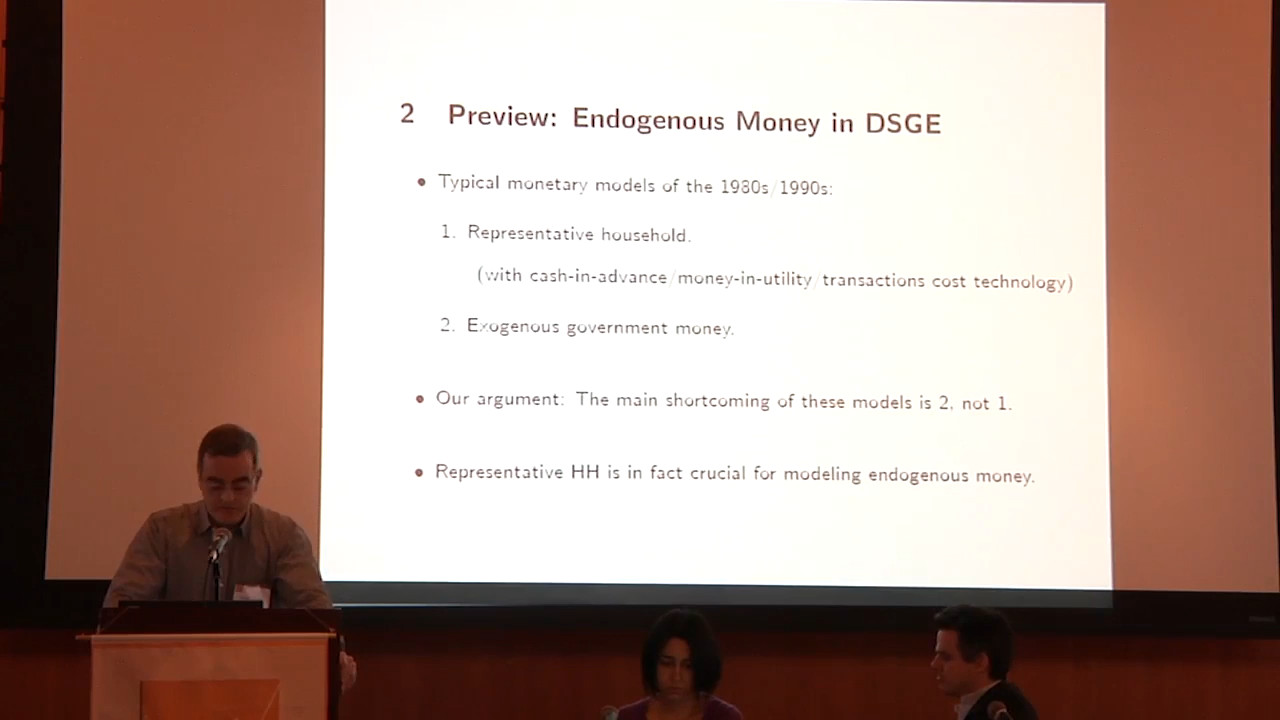 2 Preview: Endogenous Money in DSGE
• Typical monetary models of the 1980s/1990s:
1. Representative household.
(with cash-in-advance/money-in-utility/transactions cost technology)
2. Exogenous government money.
• Our argument: The main shortcoming of these models is 2, not 1.
• Representative HH is in fact crucial for modeling endogenous money.